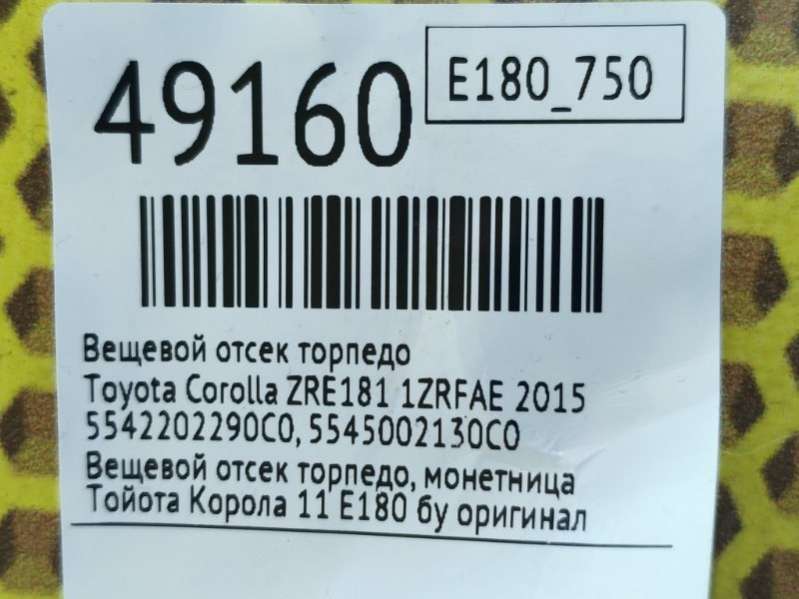 49160
E180_750
Вещевой отсек торпедо
Toyota Corolla ZRE181 1ZRFAE 2015
5542202290C0, 5545002130C0
Вещевой отсек торпедо, монетница
Тойота Корола 11 Е180 бу оригинал